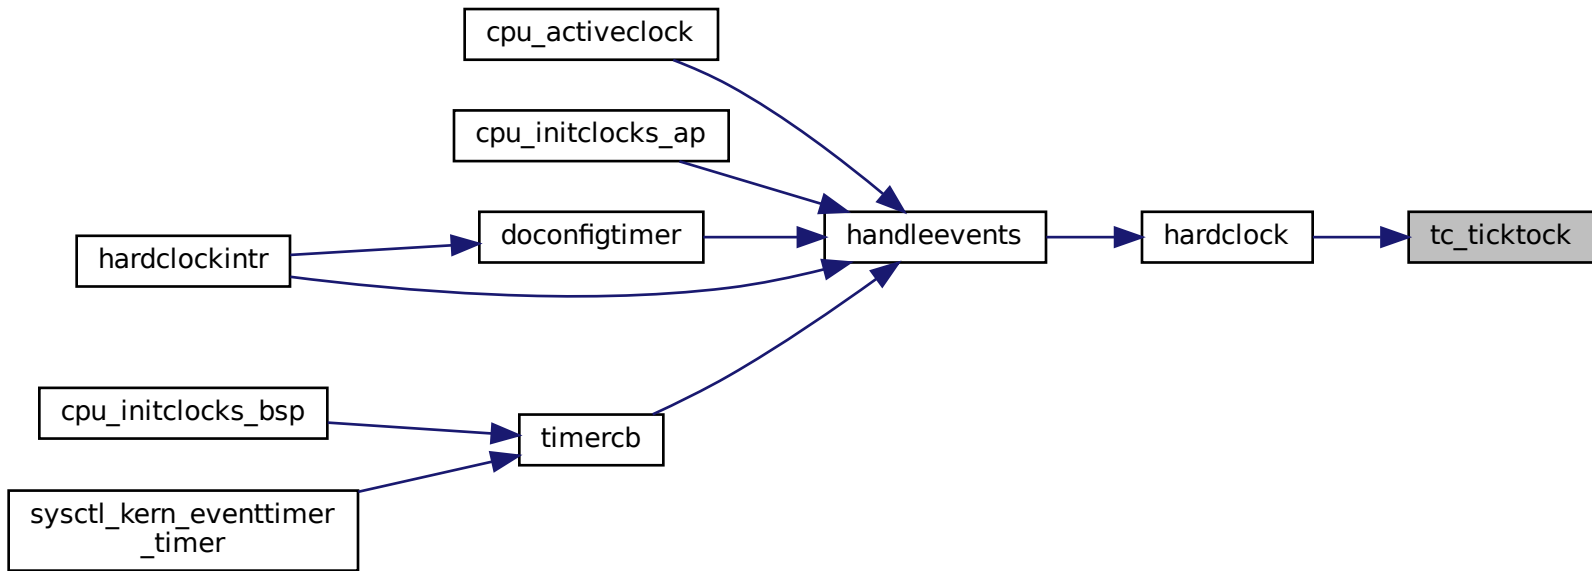 cpu_activeclock
cpu_initclocks_ap
doconfigtimer
handleevents
hardclock
tc_ticktock
hardclockintr
cpu_initclocks_bsp
timercb
sysctl_kern_eventtimer
_timer